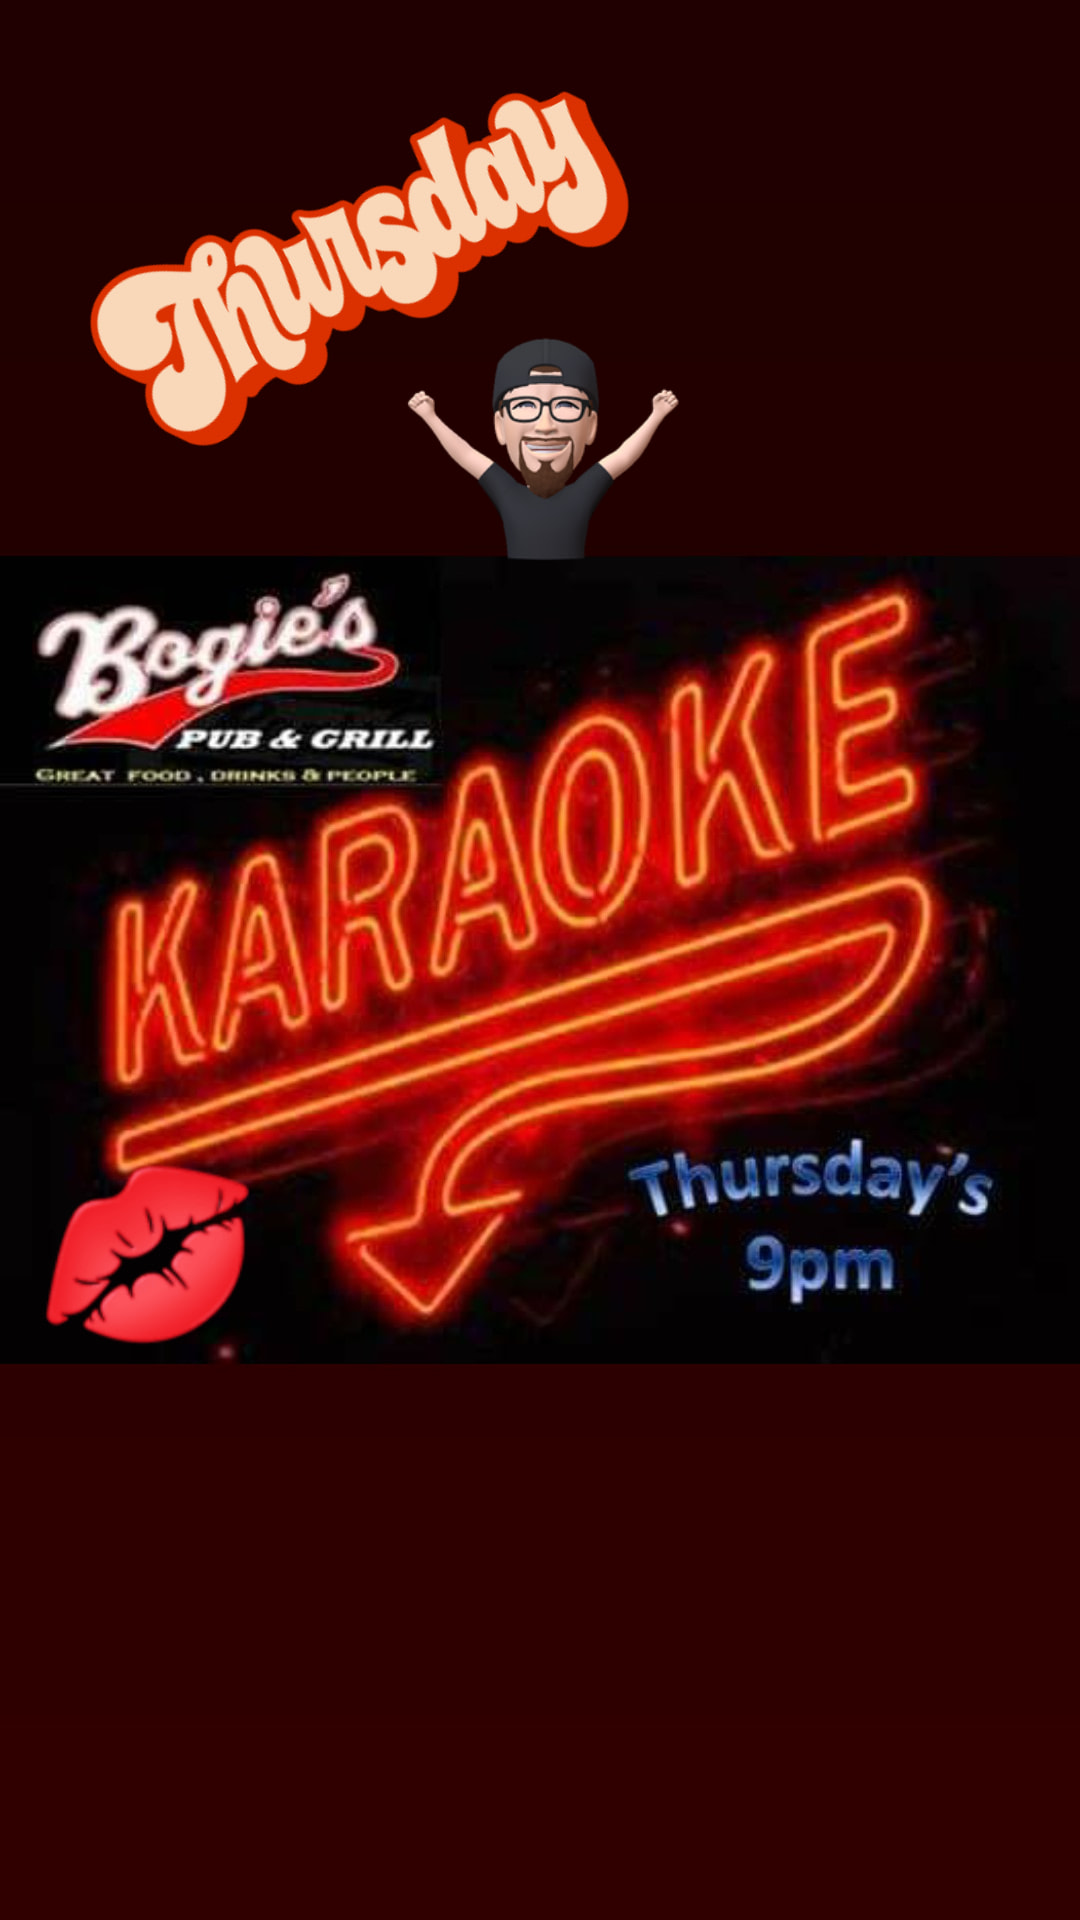 Thursday
Bogie's
PUB & GRILL
GREAT FOOD, DRINKS & PEOPLE
KARAOKE
Thursday's
9pm